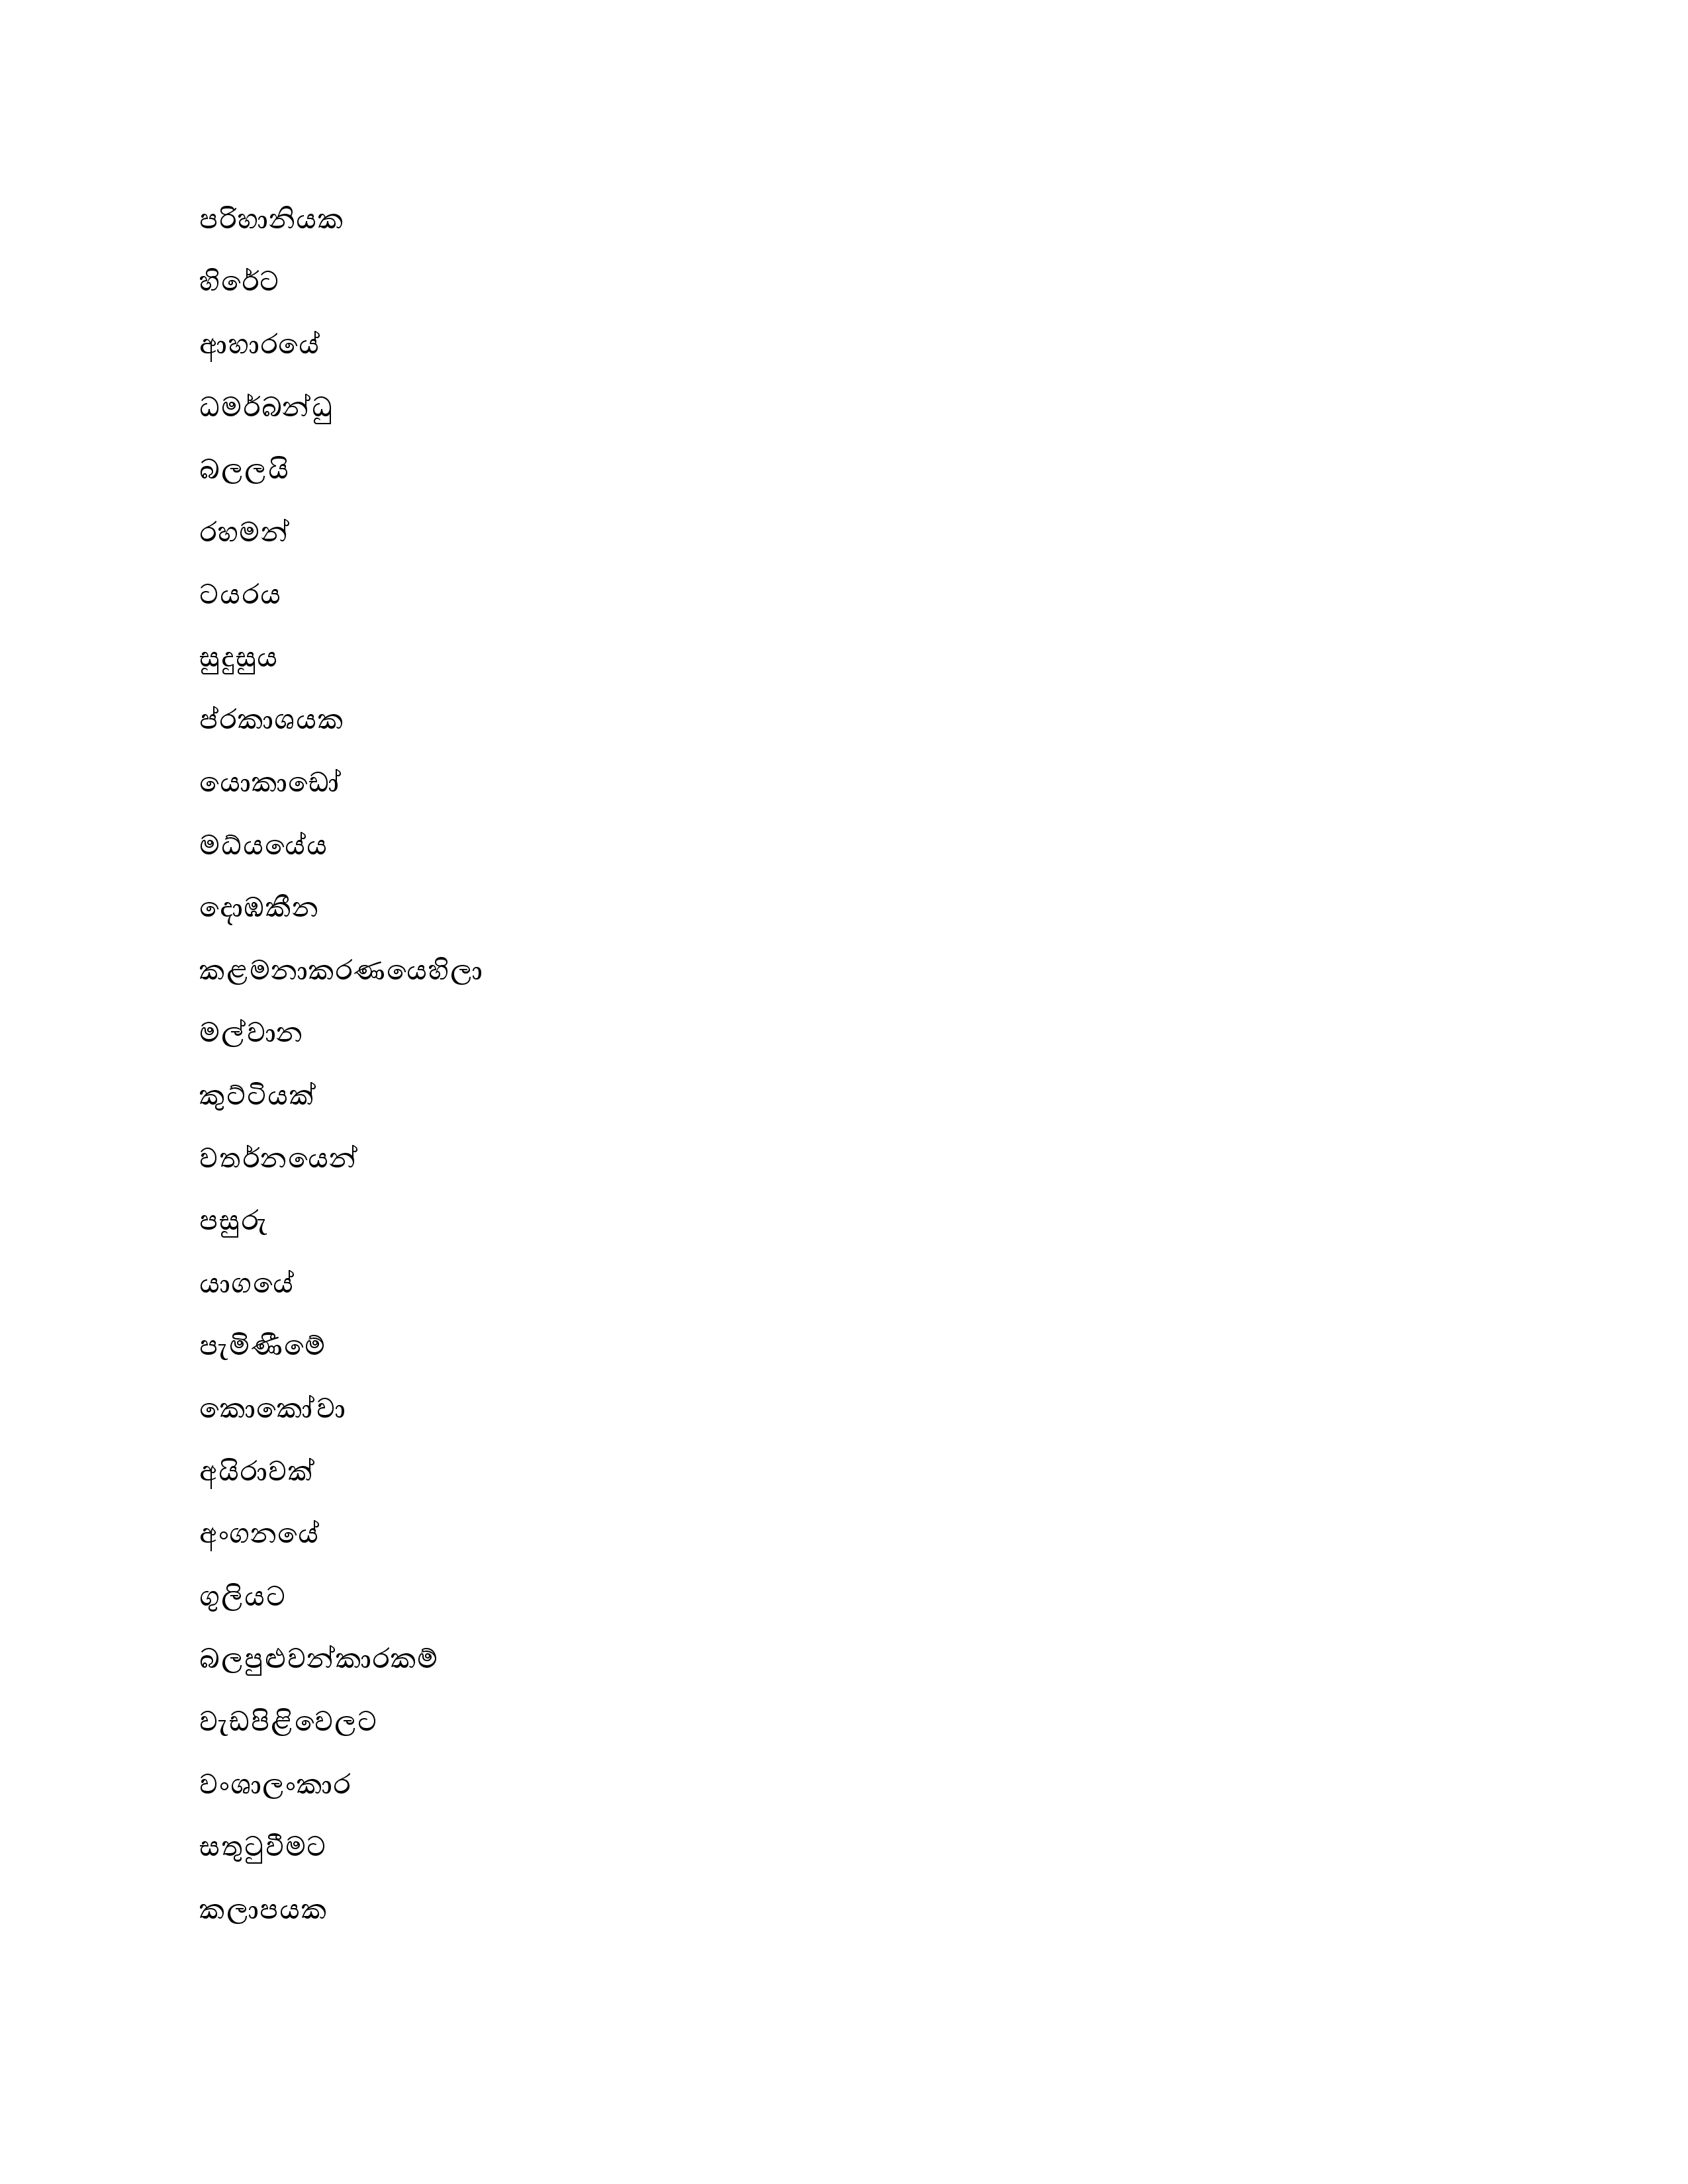 පරිහානියක
හිරේට
ආහාරයේ
ධමර්බන්ධු
බලලයි
රහමන්
ටයරය
සුදුසුය
ප්රකාශයක
යොකාඩෝ
මධ්යයේය
දොඹකීන
කළමනාකරණයෙහිලා
මල්වාන
කුට්ටියක්
වතර්නයෙන්
පසුරු
යාගයේ
පැමිණීමේ
කොකෝවා
අයිරාවක්
අංගනයේ
ගුලියට
බලපුළුවන්කාරකම්
වැඩපිළිවෙලට
වංශාලංකාර
සතුටුවීමට
කලාපයක